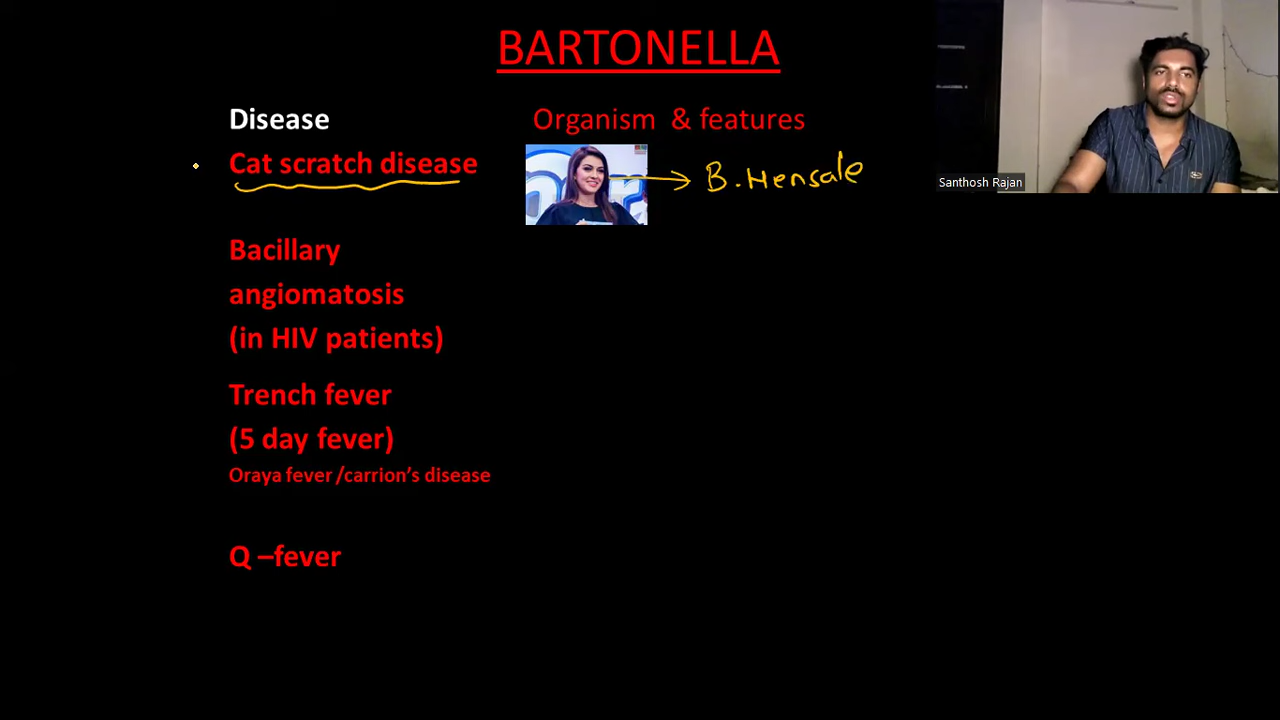 BARTONELLA
Disease
Organism & features
Cat scratch disease
B. Hensale
Bacillary
angiomatosis
(in HIV patients)
Trench fever
(5 day fever)
Oraya fever /carrion's disease
Q –fever
Santhosh Rajan